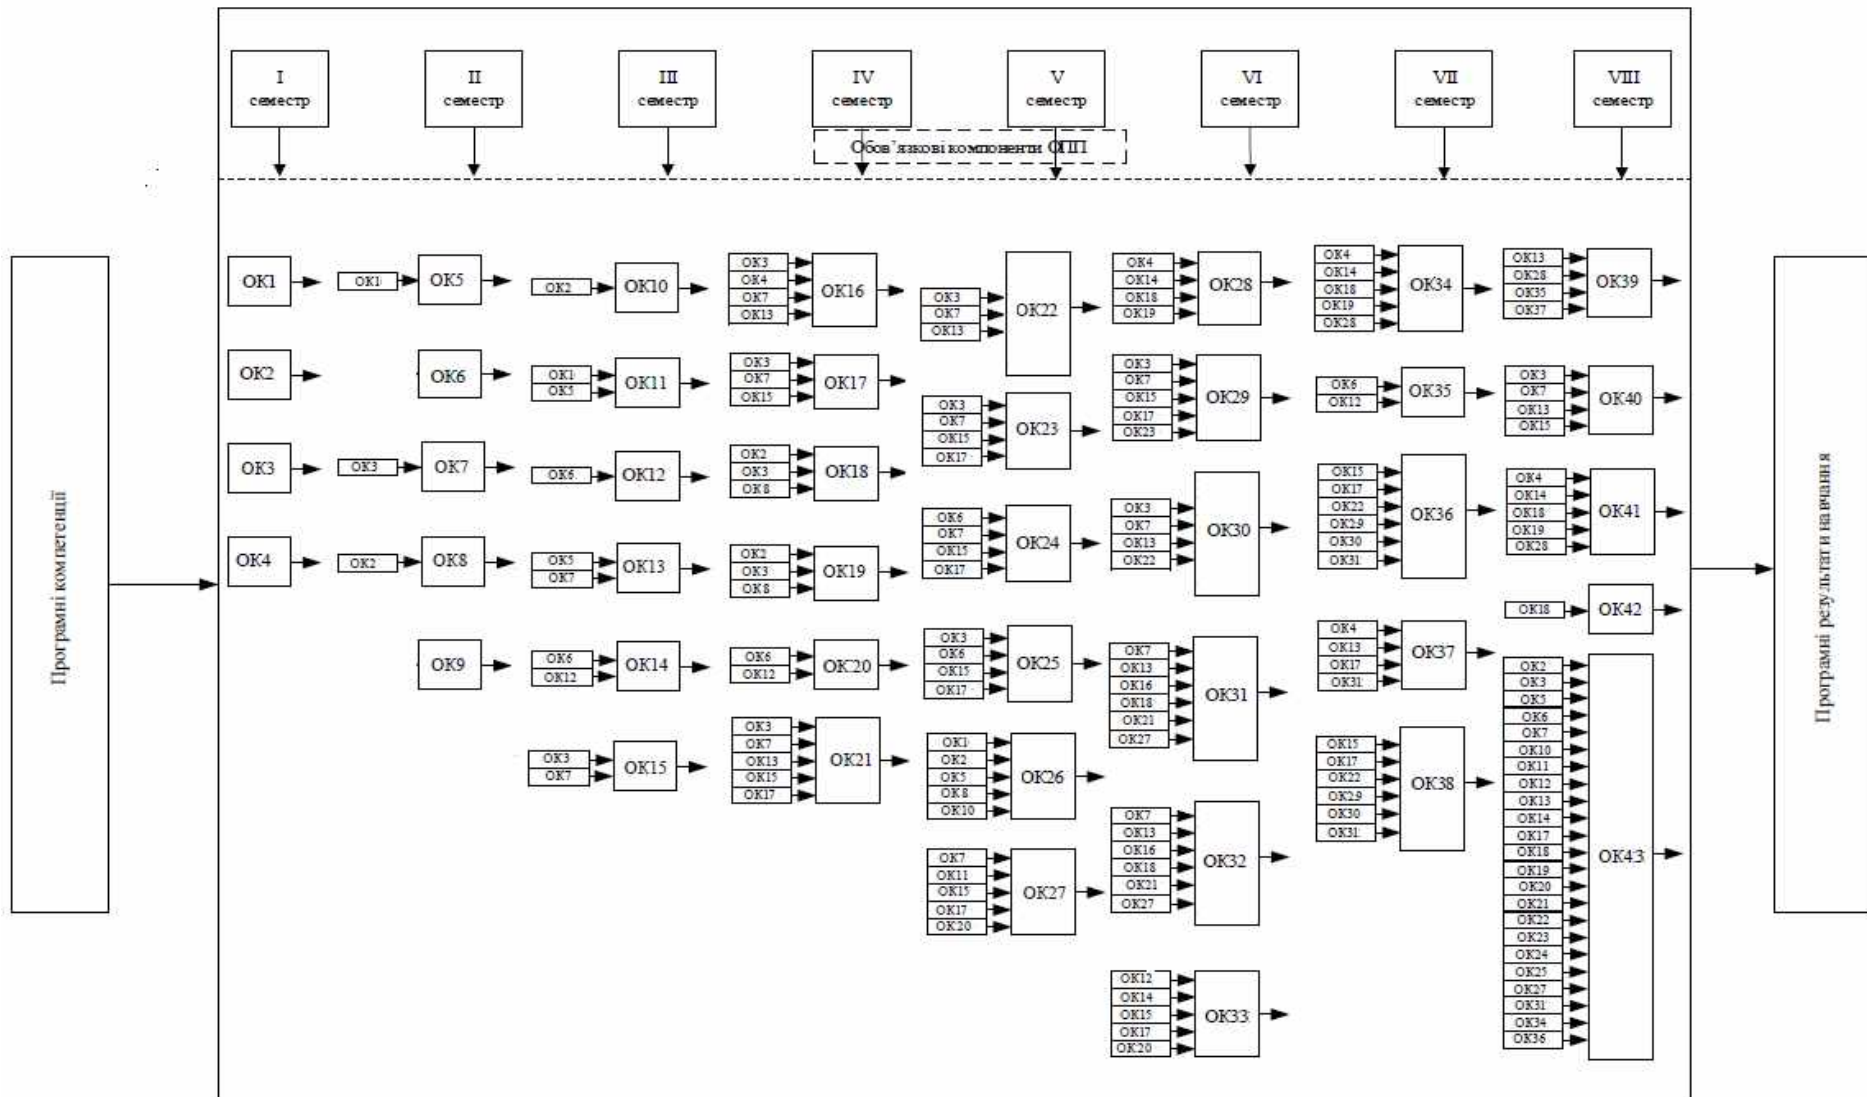 I
семестр
II
семестр
III
семестр
IV
семестр
V
семестр
VI
семестр
VII
семестр
VIII
семестр
Обов’язкові компоненти ОПП
Програмні компетенції
ОК1
ОК2
ОК3
ОК4
ОК1
ОК5
ОК6
ОК3
ОК7
ОК2
ОК8
ОК9
ОК2
ОК10
ОК1
ОК5
ОК11
ОК6
ОК12
ОК5
ОК7
ОК13
ОК6
ОК12
ОК14
ОК3
ОК7
ОК15
ОК3
ОК4
ОК7
ОК13
ОК16
ОК3
ОК7
ОК15
ОК17
ОК2
ОК3
ОК8
ОК18
ОК2
ОК3
ОК8
ОК19
ОК6
ОК12
ОК20
ОК3
ОК7
ОК13
ОК15
ОК17
ОК21
ОК3
ОК7
ОК13
ОК22
ОК3
ОК7
ОК15
ОК17
ОК23
ОК6
ОК7
ОК15
ОК17
ОК24
ОК3
ОК6
ОК15
ОК17
ОК25
ОК1
ОК2
ОК5
ОК8
ОК10
ОК26
ОК7
ОК11
ОК15
ОК17
ОК20
ОК27
ОК4
ОК14
ОК18
ОК19
ОК28
ОК3
ОК7
ОК15
ОК17
ОК23
ОК29
ОК3
ОК7
ОК13
ОК22
ОК30
ОК7
ОК13
ОК16
ОК18
ОК21
ОК27
ОК31
ОК7
ОК13
ОК16
ОК18
ОК21
ОК27
ОК32
ОК12
ОК14
ОК15
ОК17
ОК20
ОК33
ОК4
ОК14
ОК18
ОК19
ОК28
ОК34
ОК6
ОК12
ОК35
ОК15
ОК17
ОК22
ОК29
ОК30
ОК31
ОК36
ОК4
ОК13
ОК17
ОК31
ОК37
ОК15
ОК17
ОК22
ОК29
ОК30
ОК31
ОК38
ОК13
ОК28
ОК35
ОК37
ОК39
ОК3
ОК7
ОК13
ОК15
ОК40
ОК4
ОК14
ОК18
ОК19
ОК28
ОК41
ОК18
ОК42
ОК2
ОК3
ОК5
ОК6
ОК7
ОК10
ОК11
ОК12
ОК13
ОК14
ОК17
ОК18
ОК19
ОК20
ОК21
ОК22
ОК23
ОК24
ОК25
ОК27
ОК31
ОК34
ОК36
ОК43
Програмні результати навчання